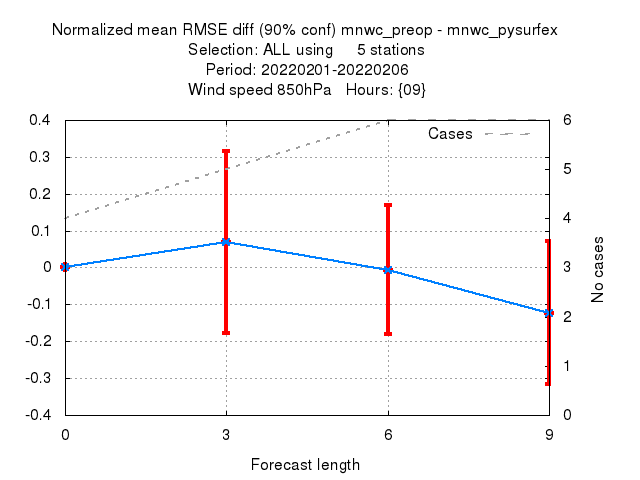 Normalized mean RMSE diff (90% conf) mnwc_preop - mnwc_pysurfex
Selection: ALL using     5 stations
Period: 20220201-20220206
Wind speed 850hPa   Hours: {09}
Cases
0.4
0.3
0.2
0.1
0
-0.1
-0.2
-0.3
-0.4
6
5
4
3
2
1
0
No cases
0 3 6 9
Forecast length